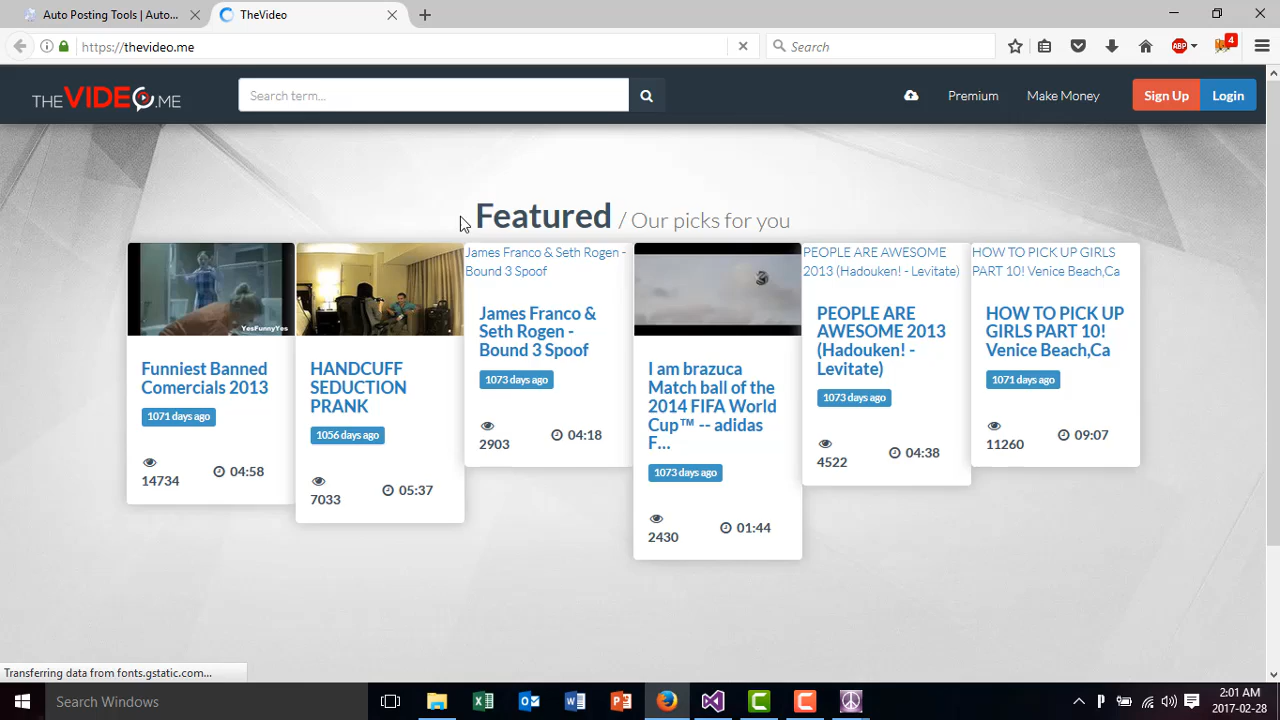 Auto Posting Tools | Auto...
TheVideo
https://thevideo.me
Search
ABP
4
THEVIDEO.ME
Search term...
Premium
Make Money
Sign Up
Login
Featured / Our picks for you
YesFunnyYes
Funniest Banned
Comercials 2013
1071 days ago
14734
04:58
HANDCUFF
SEDUCTION
PRANK
1056 days ago
7033
05:37
James Franco & Seth Rogen -
Bound 3 Spoof
James Franco &
Seth Rogen -
Bound 3 Spoof
1073 days ago
2903
04:18
I am brazuca
Match ball of the
2014 FIFA World
Cup™ -- adidas
F...
1073 days ago
2430
01:44
PEOPLE ARE AWESOME
2013 (Hadouken! - Levitate)
PEOPLE ARE
AWESOME 2013
(Hadouken! -
Levitate)
1073 days ago
4522
04:38
HOW TO PICK UP GIRLS
PART 10! Venice Beach,Ca
HOW TO PICK UP
GIRLS PART 10!
Venice Beach,Ca
1071 days ago
11260
09:07
Transferring data from fonts.gstatic.com...
Search Windows
2:01 AM
2017-02-28